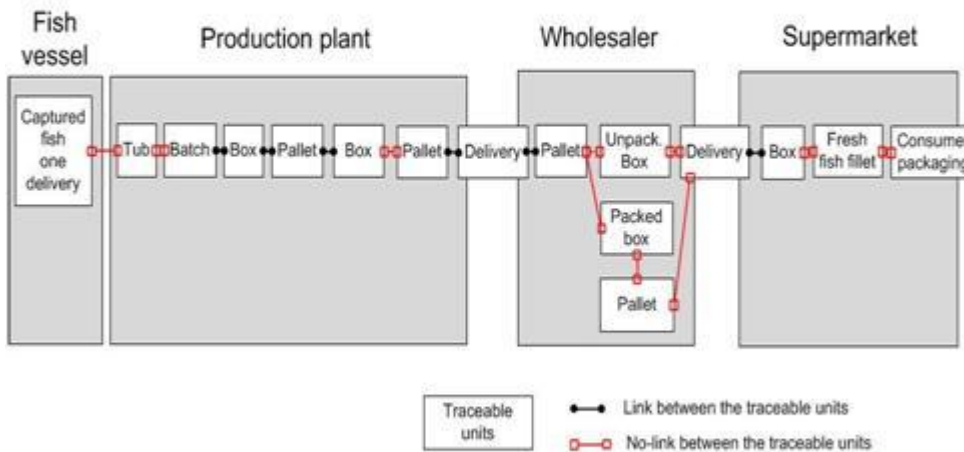 Fish
vessel
Production plant
Wholesaler
Supermarket
Captured
fish
one
delivery
Tub
Batch
Box
Pallet
Box
Pallet
Delivery
Pallet
Unpack.
Box
Delivery
Box
Fresh
fish fillet
Consumer
packaging
Packed
box
Pallet
Traceable
units
Link between the traceable units
No-link between the traceable units